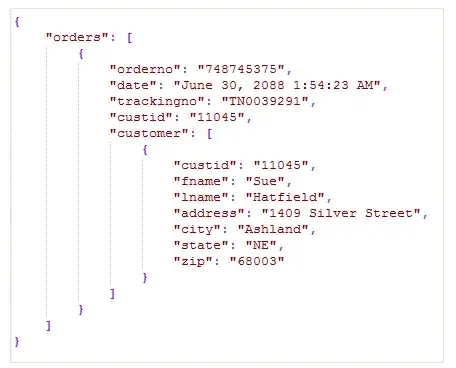 {
"orders": [
{
"orderno": "748745375",
"date": "June 30, 2088 1:54:23 AM",
"trackingno": "TN0039291",
"custid": "11045",
"customer": [
{
"custid": "11045",
"fname": "Sue",
"lname": "Hatfield",
"address": "1409 Silver Street",
"city": "Ashland",
"state": "NE",
"zip": "68003"
}
]
}
]
}